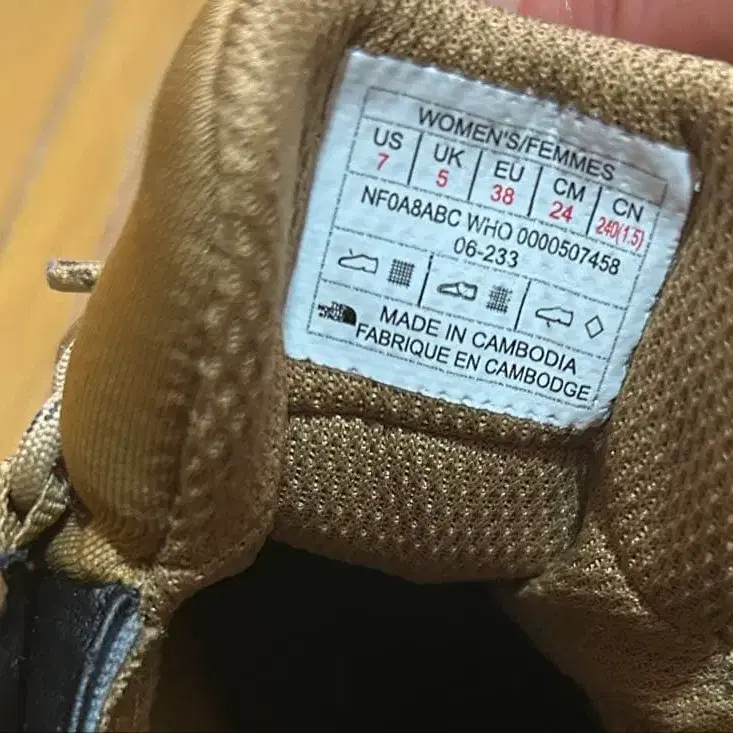 WOMEN'S/FEMMES
US UK EU CM CN
7 5 38 24 240(1.5)
NF0A8ABC WHO 0000507458
06-233
MADE IN CAMBODIA
FABRIQUE EN CAMBODGE